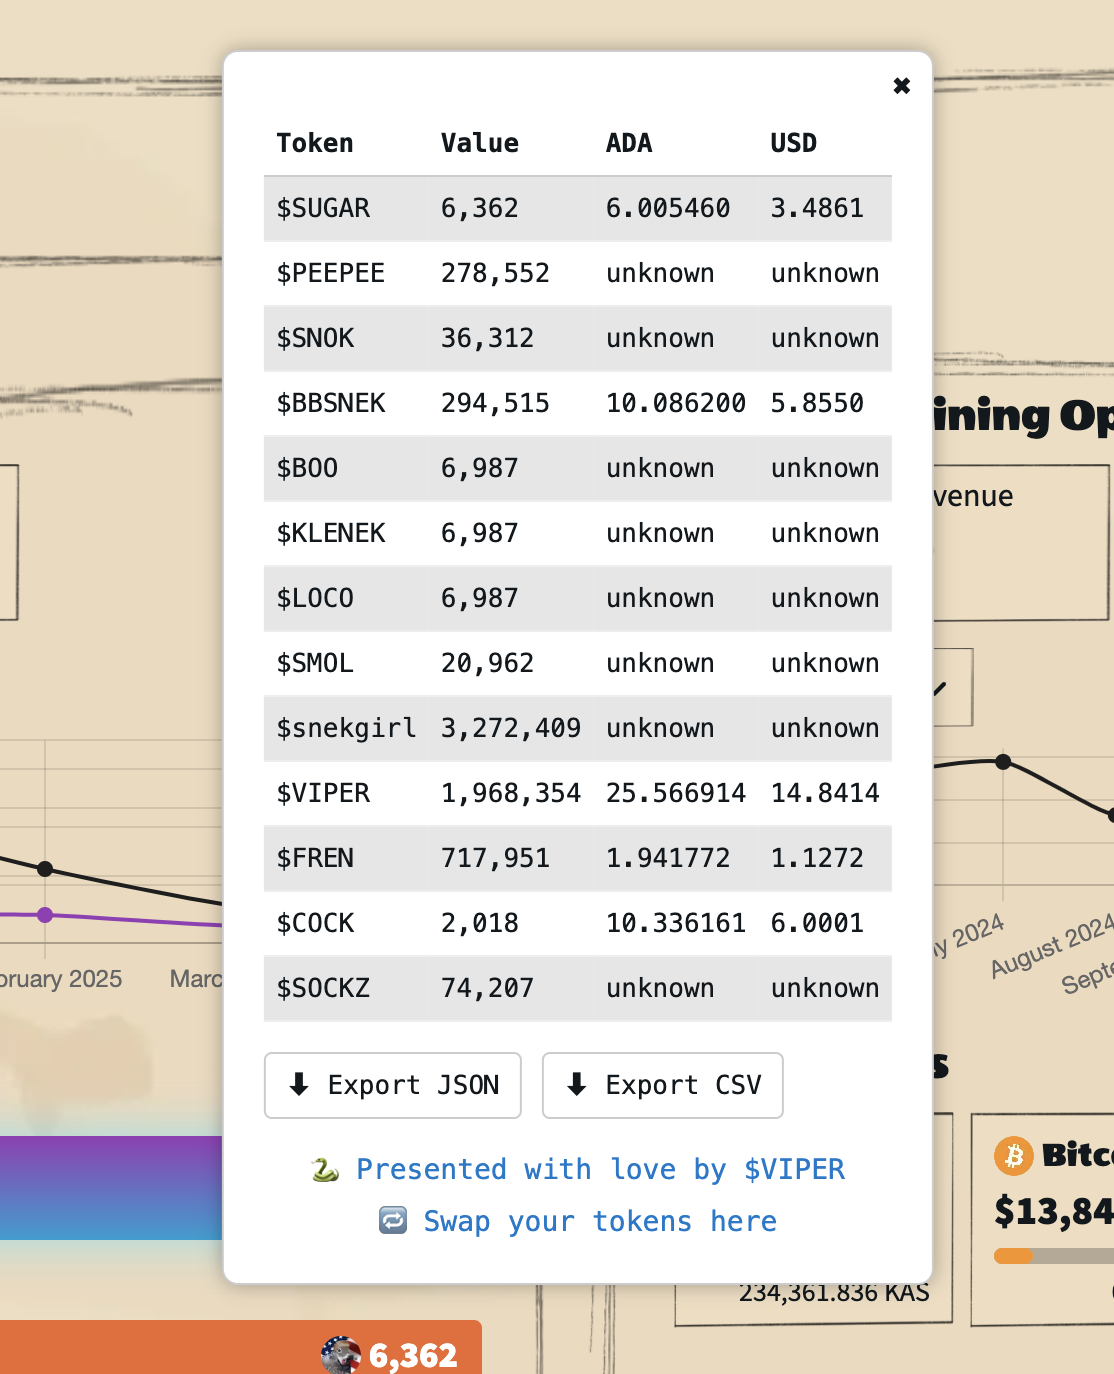 ✖
Token Value ADA USD
$SUGAR 6,362 6.005460 3.4861
$PEEPEE 278,552 unknown unknown
$SNOK 36,312 unknown unknown
$BBSNEK 294,515 10.086200 5.8550
$BOO 6,987 unknown unknown
$KLENEK 6,987 unknown unknown
$LOCO 6,987 unknown unknown
$SMOL 20,962 unknown unknown
$snekgirl 3,272,409 unknown unknown
$VIPER 1,968,354 25.566914 14.8414
$FREN 717,951 1.941772 1.1272
$COCK 2,018 10.336161 6.0001
$SOCKZ 74,207 unknown unknown
⬇ Export JSON ⬇ Export CSV
🐍 Presented with love by $VIPER
🔁 Swap your tokens here
ining Op
venue
bruary 2025 Marc
ly 2024 August 2024 Septe
s
Bitc
$13,84
234,361.836 KAS
6,362